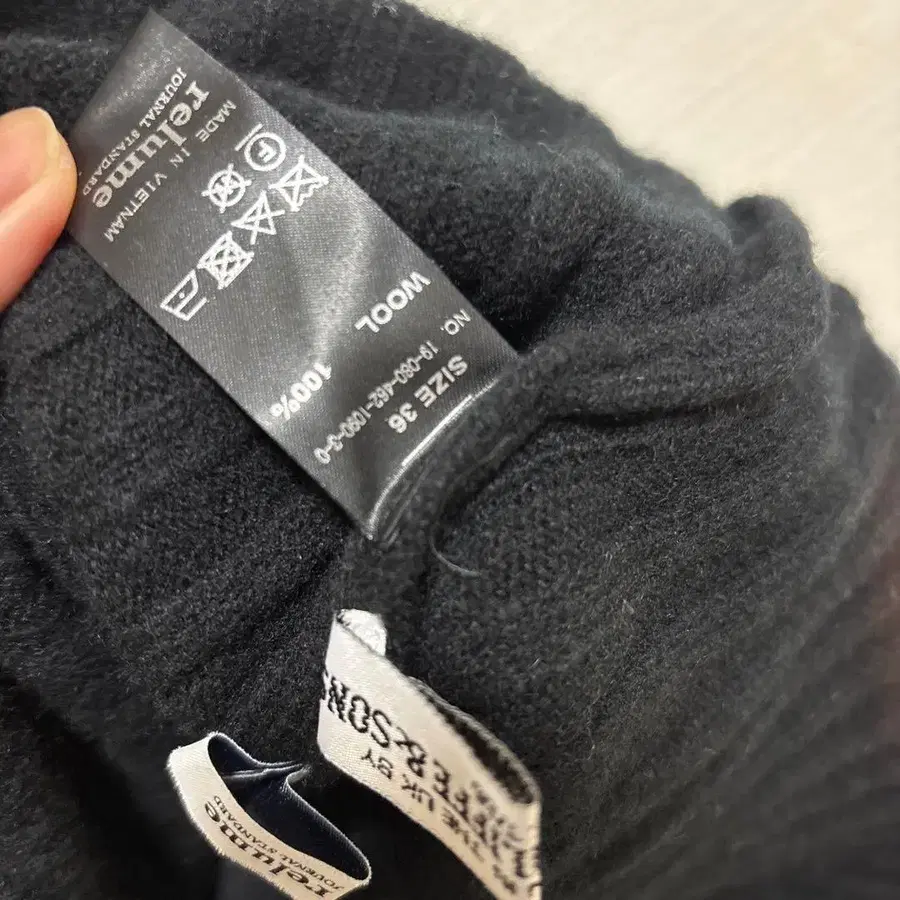 relume
JOURNAL STANDARD
MADE IN VIETNAM
F
WOOL 100%
NO. 19-080-462-1090-3-0
SIZE 36
SONS
UK BY
relume
JOURNAL STANDARD